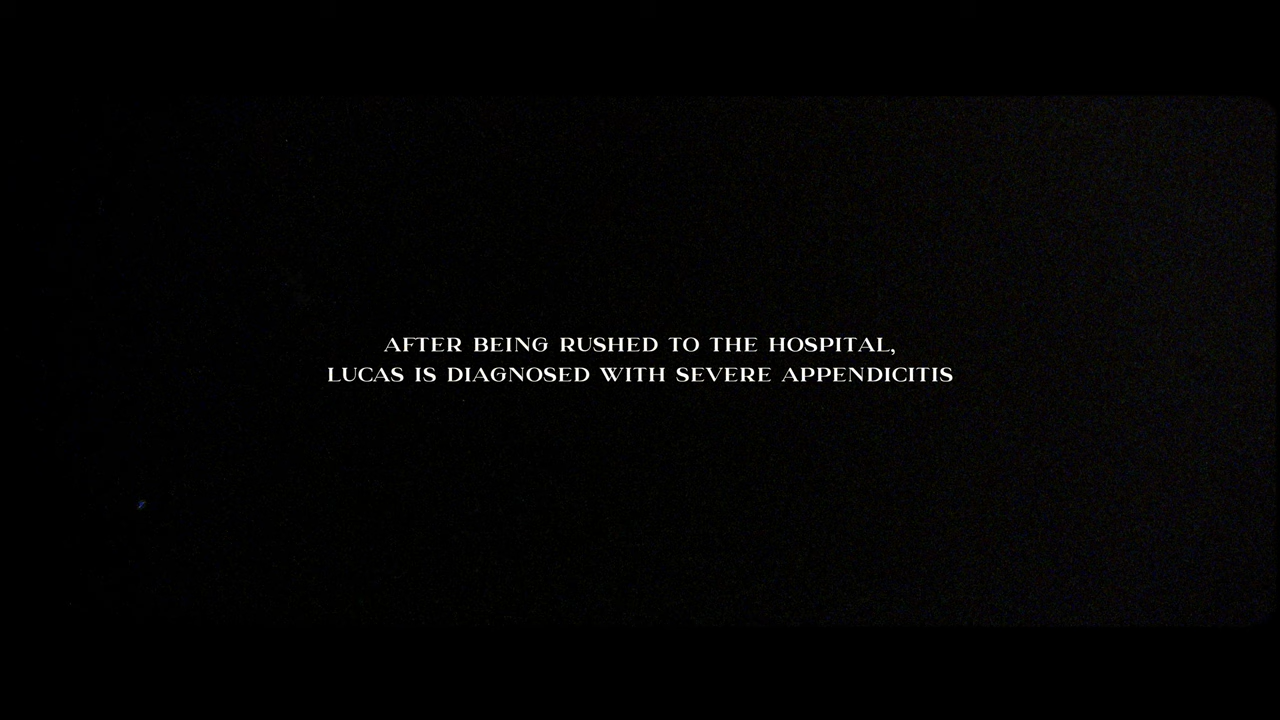 AFTER BEING RUSHED TO THE HOSPITAL,
LUCAS IS DIAGNOSED WITH SEVERE APPENDICITIS